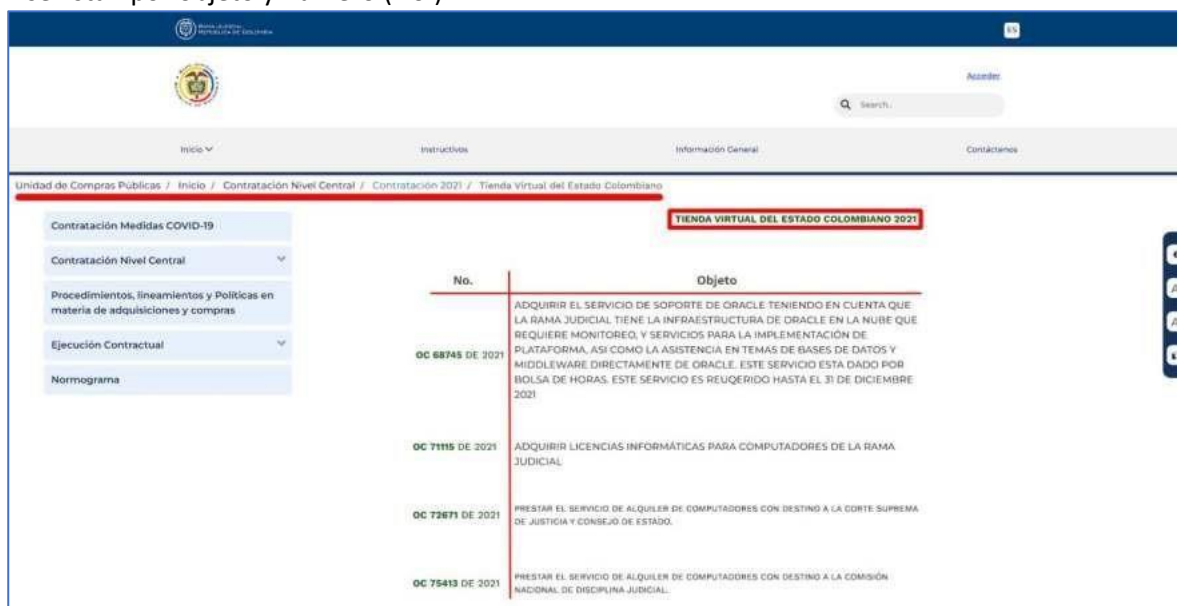 RAMA JUDICIAL
REPÚBLICA DE COLOMBIA
ES
Acceder
Search..
Inicio
Instructivos
Información General
Contáctanos
Unidad de Compras Públicas / Inicio / Contratación Nivel Central / Contratación 2021 / Tienda Virtual del Estado Colombiano
TIENDA VIRTUAL DEL ESTADO COLOMBIANO 2021
Contratación Medidas COVID-19
Contratación Nivel Central
Procedimientos, lineamientos y Políticas en
materia de adquisiciones y compras
Ejecución Contractual
Normograma
No.
Objeto
OC 68745 DE 2021
ADQUIRIR EL SERVICIO DE SOPORTE DE ORACLE TENIENDO EN CUENTA QUE
LA RAMA JUDICIAL TIENE LA INFRAESTRUCTURA DE ORACLE EN LA NUBE QUE
REQUIERE MONITOREO, Y SERVICIOS PARA LA IMPLEMENTACIÓN DE
PLATAFORMA, ASI COMO LA ASISTENCIA EN TEMAS DE BASES DE DATOS Y
MIDDLEWARE DIRECTAMENTE DE ORACLE. ESTE SERVICIO ESTA DADO POR
BOLSA DE HORAS. ESTE SERVICIO ES REUQERIDO HASTA EL 31 DE DICIEMBRE
2021
OC 71115 DE 2021
ADQUIRIR LICENCIAS INFORMÁTICAS PARA COMPUTADORES DE LA RAMA
JUDICIAL
OC 72671 DE 2021
PRESTAR EL SERVICIO DE ALQUILER DE COMPUTADORES CON DESTINO A LA CORTE SUPREMA
DE JUSTICIA Y CONSEJO DE ESTADO.
OC 75413 DE 2021
PRESTAR EL SERVICIO DE ALQUILER DE COMPUTADORES CON DESTINO A LA COMISIÓN
NACIONAL DE DISCIPLINA JUDICIAL.